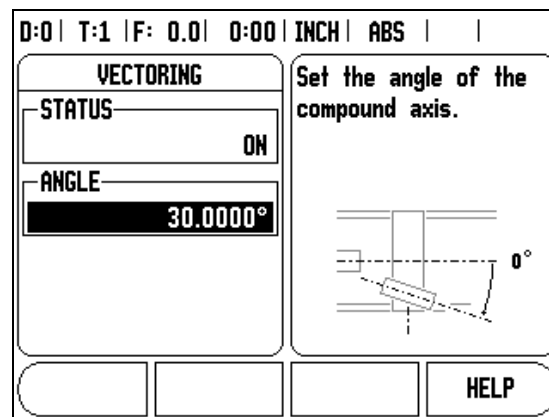 D:0 | T:1 | F: 0.0 | 0:00 | INCH | ABS | |
VECTORING
STATUS
ON
ANGLE
30.0000°
Set the angle of the
compound axis.
0°
HELP